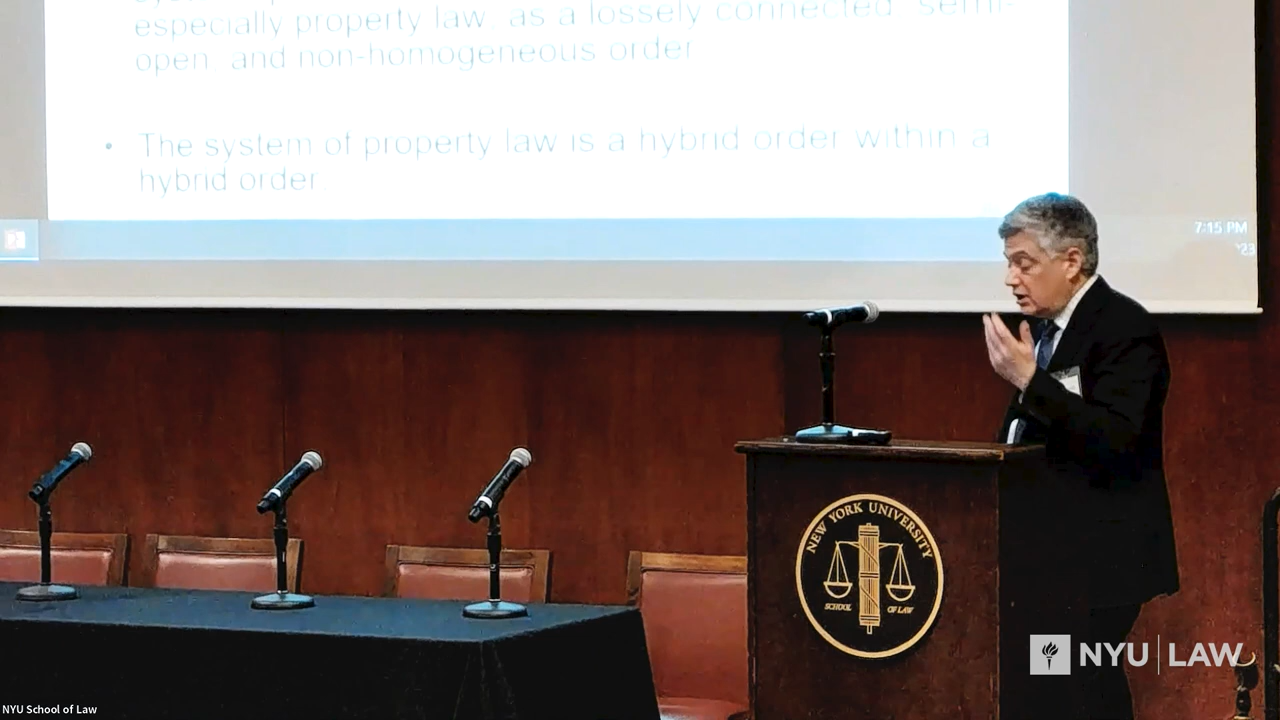 especially property law, as a lossely connected, semi-
open, and non-homogeneous order
• The system of property law is a hybrid order within a
hybrid order.
7:15 PM
NEW YORK UNIVERSITY
SCHOOL OF LAW
NYU LAW
NYU School of Law